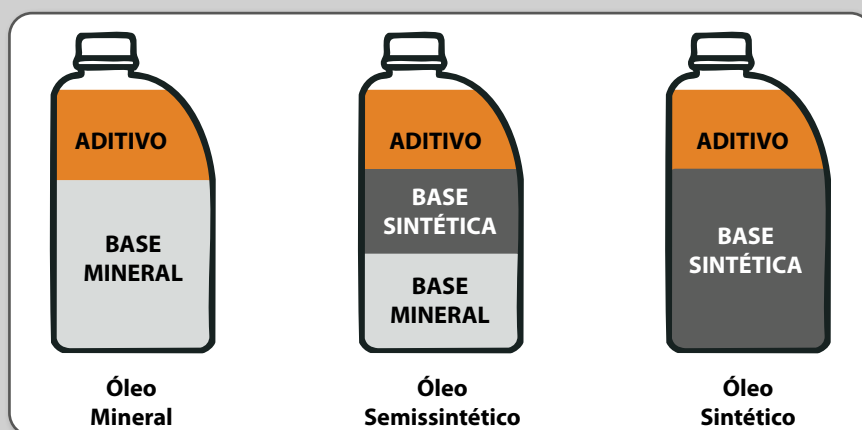 ADITIVO
BASE
MINERAL
Óleo
Mineral
ADITIVO
BASE
SINTÉTICA
BASE
MINERAL
Óleo
Semissintético
ADITIVO
BASE
SINTÉTICA
Óleo
Sintético